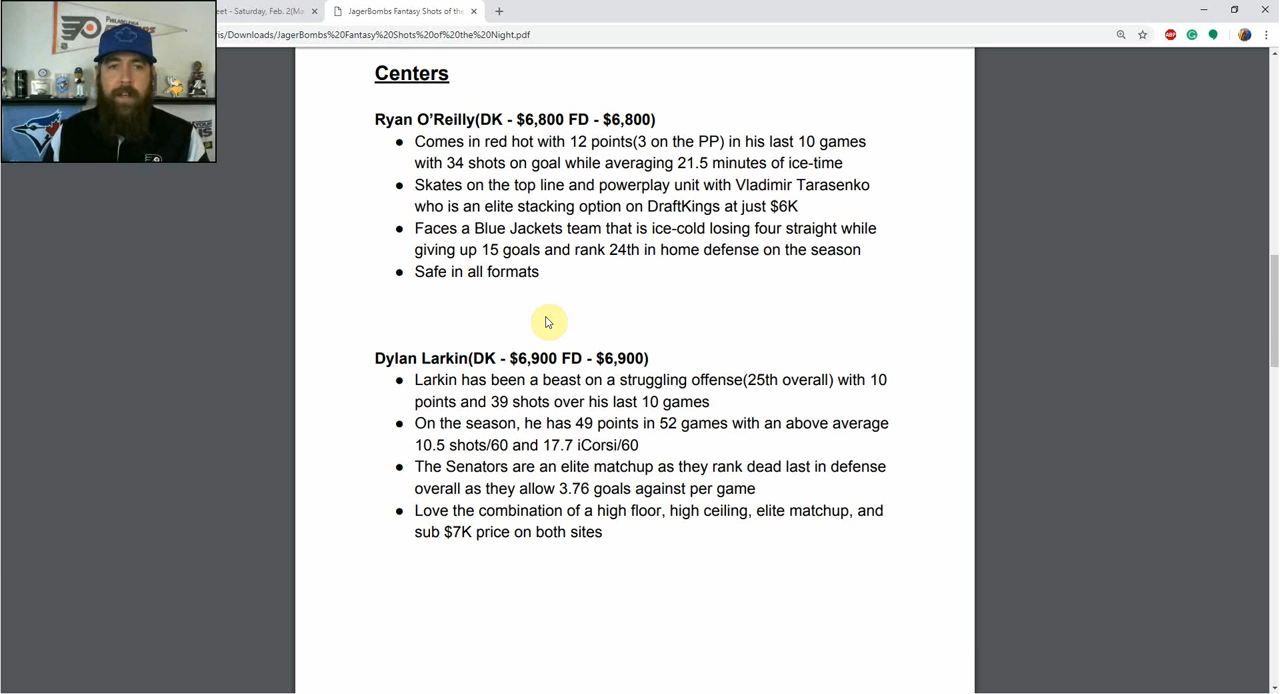 PHILADELPHIA
eet - Saturday, Feb. 2(Ma
JagerBombs Fantasy Shots of the
is/Downloads/JagerBombs%20Fantasy%20Shots%20of%20the%20Night.pdf
ABP
Centers
Ryan O'Reilly(DK - $6,800 FD - $6,800)
● Comes in red hot with 12 points(3 on the PP) in his last 10 games
with 34 shots on goal while averaging 21.5 minutes of ice-time
● Skates on the top line and powerplay unit with Vladimir Tarasenko
who is an elite stacking option on DraftKings at just $6K
● Faces a Blue Jackets team that is ice-cold losing four straight while
giving up 15 goals and rank 24th in home defense on the season
● Safe in all formats
Dylan Larkin(DK - $6,900 FD - $6,900)
● Larkin has been a beast on a struggling offense(25th overall) with 10
points and 39 shots over his last 10 games
● On the season, he has 49 points in 52 games with an above average
10.5 shots/60 and 17.7 iCorsi/60
● The Senators are an elite matchup as they rank dead last in defense
overall as they allow 3.76 goals against per game
● Love the combination of a high floor, high ceiling, elite matchup, and
sub $7K price on both sites